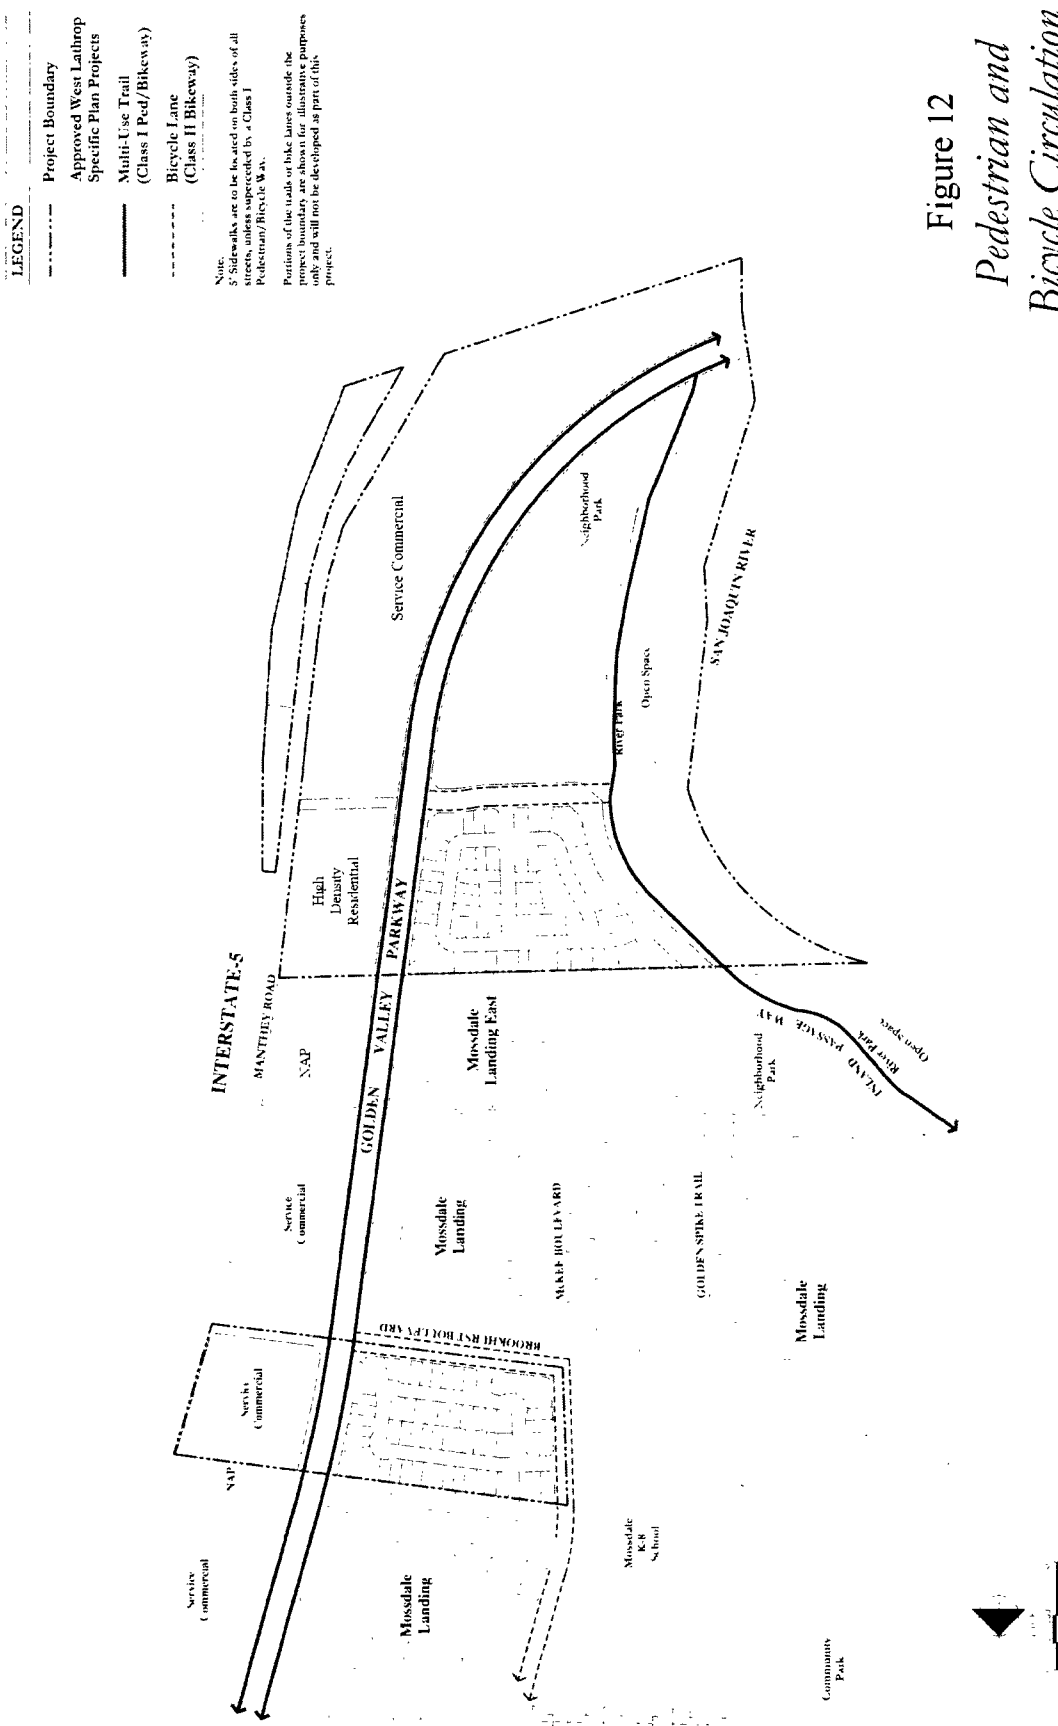 LEGEND
Project Boundary
Approved West Lathrop
Specific Plan Projects
Multi-Use Trail
(Class I Ped/Bikeway)
Bicycle Lane
(Class II Bikeway)
Note:
5' Sidewalks are to be located on both sides of all
streets, unless superceded by a Class I
Pedestrian/Bicycle Way.
Portions of the trails or bike lanes outside the
project boundary are shown for illustrative purposes
only and will not be developed as part of this
project.
INTERSTATE-5
MANTHEY ROAD
NAP
High
Density
Residential
Service Commercial
Neighborhood
Park
Open Space
River Park
SAN JOAQUIN RIVER
GOLDEN VALLEY PARKWAY
Mossdale
Landing East
Neighborhood
Park
INLAND PASSAGE WAY
River Park
Open Space
Service
Commercial
Mossdale
Landing
McKEE BOULEVARD
GOLDEN SPIKE TRAIL
Mossdale
Landing
BROOKHURST BOULEVARD
Service
Commercial
NAP
Service
Commercial
Mossdale
Landing
Mossdale
K-8
School
Community
Park
Figure 12
Pedestrian and
Bicycle Circulation